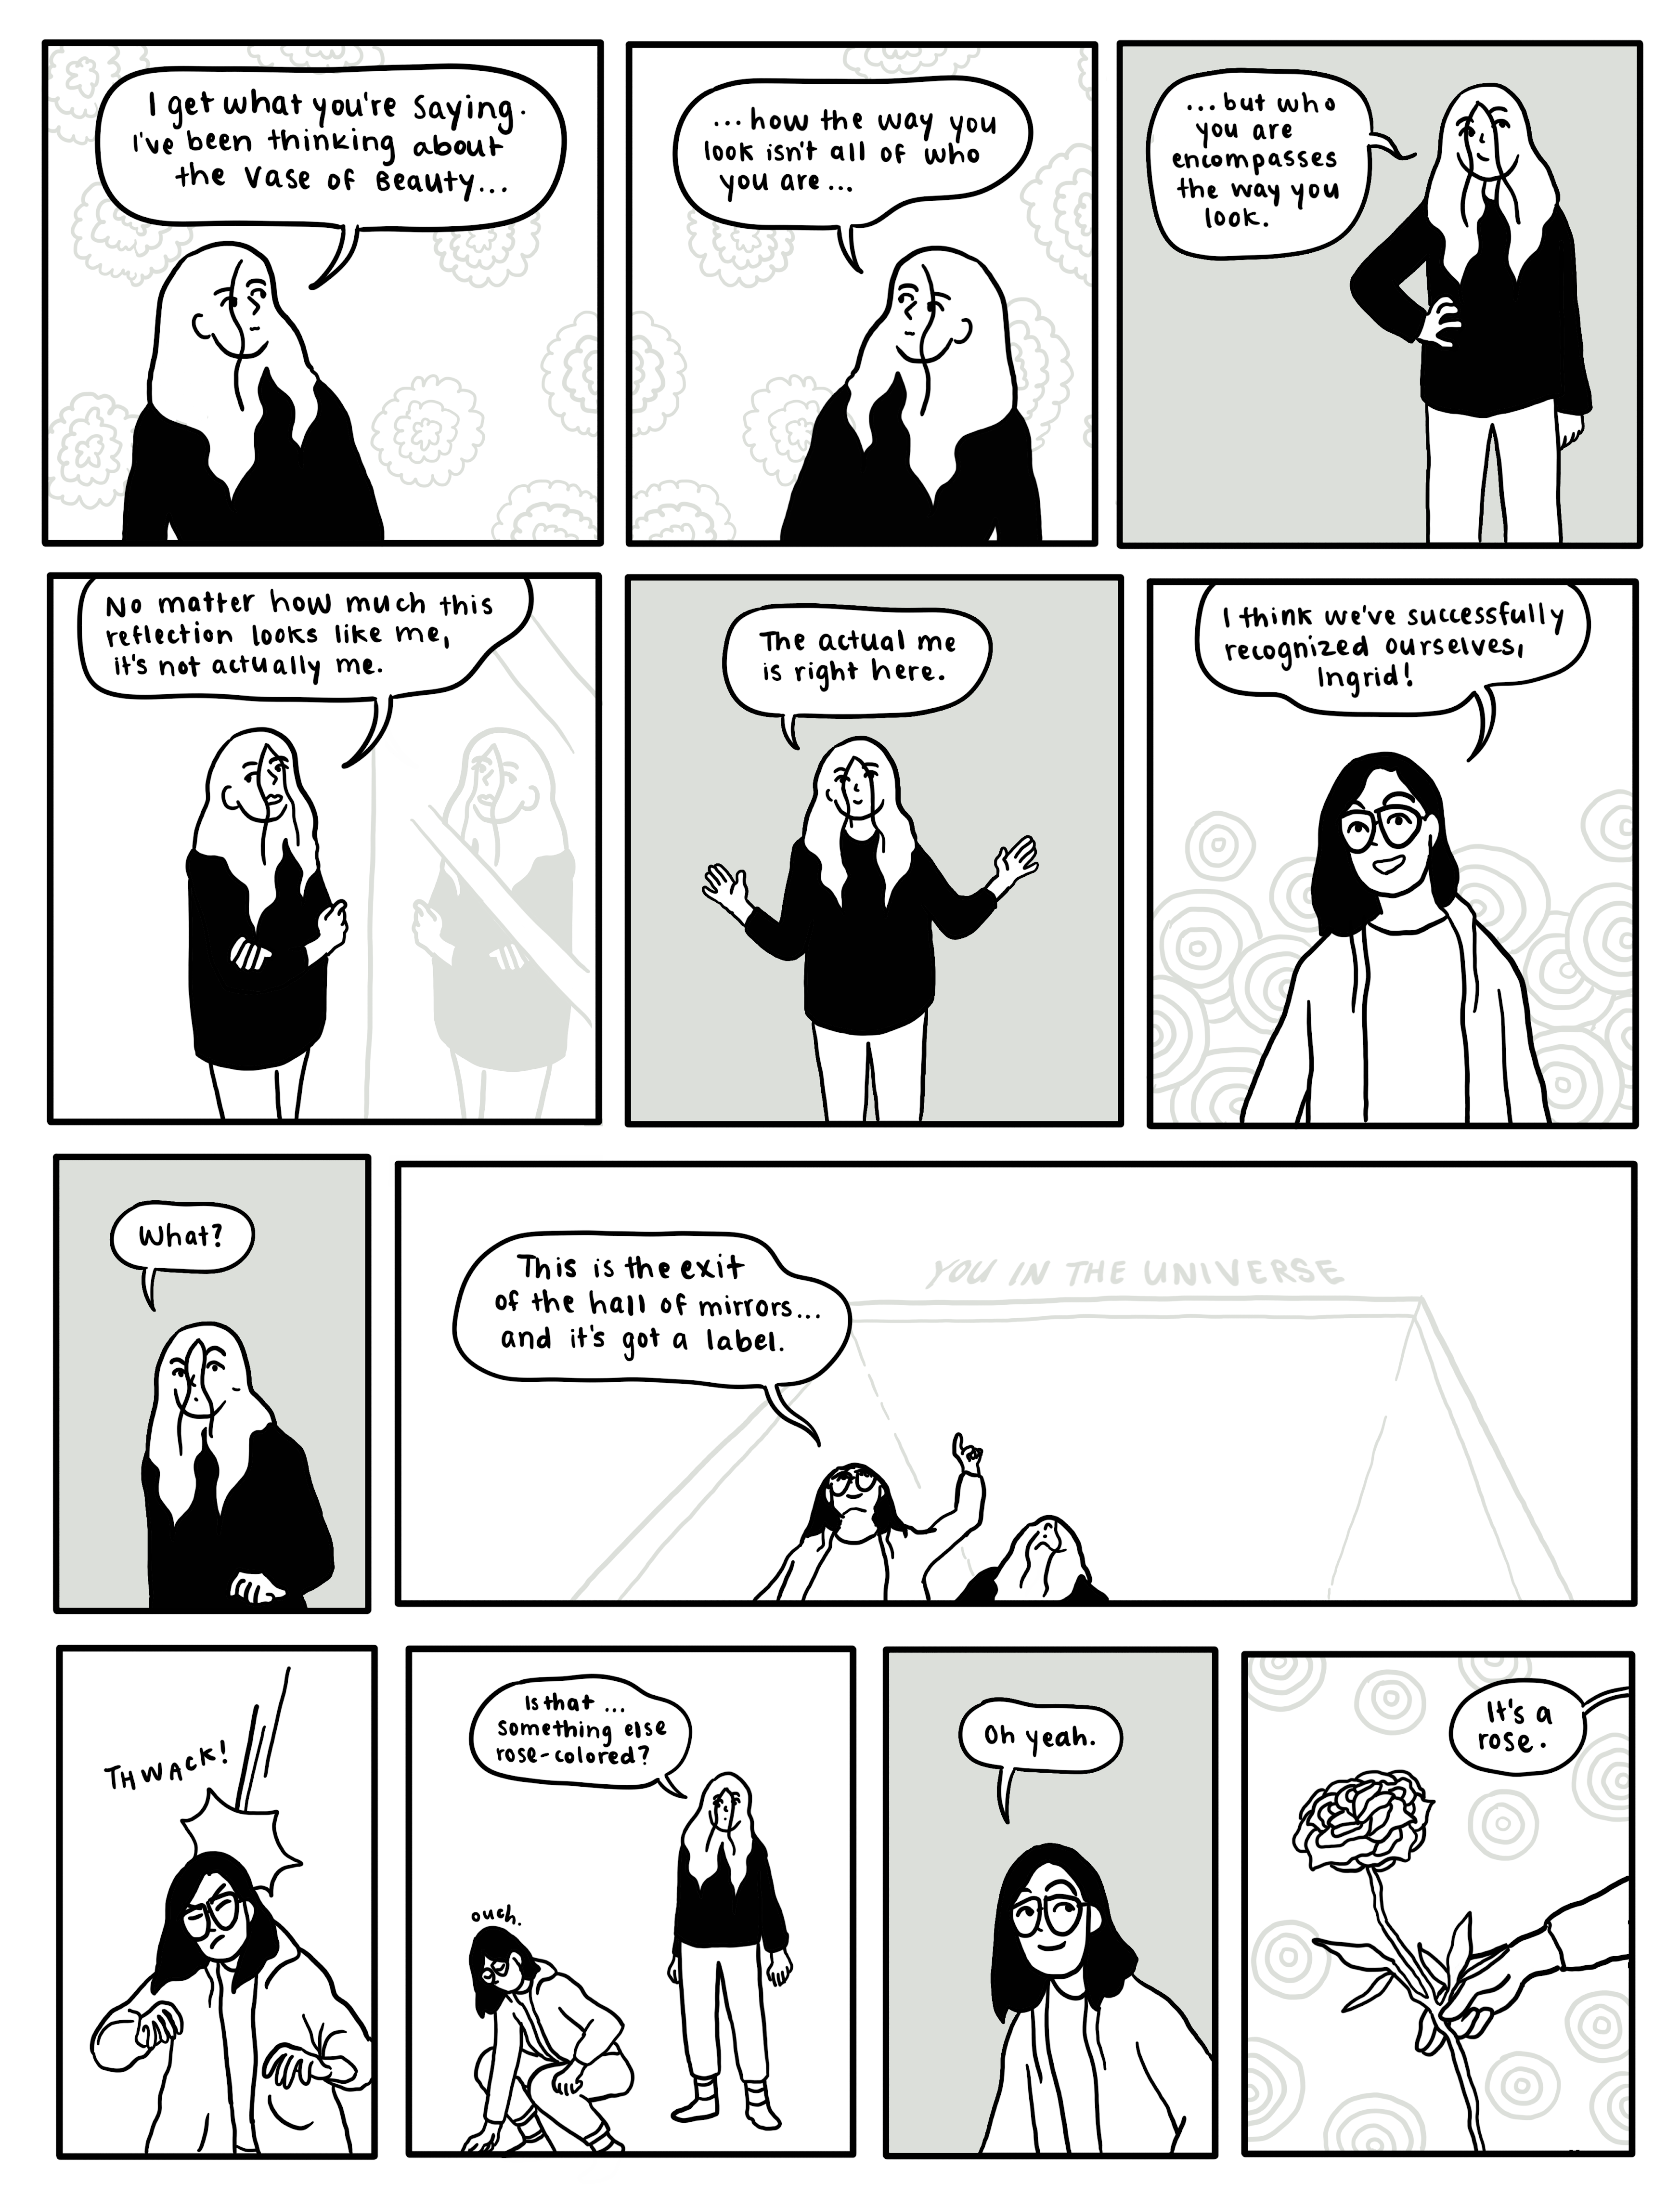 I get what you're saying.
I've been thinking about
the Vase of Beauty...
...how the way you
look isn't all of who
you are...
...but who
you are
encompasses
the way you
look.
No matter how much this
reflection looks like me,
it's not actually me.
The actual me
is right here.
I think we've successfully
recognized ourselves,
Ingrid!
What?
This is the exit
of the hall of mirrors...
and it's got a label.
YOU IN THE UNIVERSE
THWACK!
Is that ...
something else
rose-colored?
ouch.
Oh yeah.
It's a
rose.